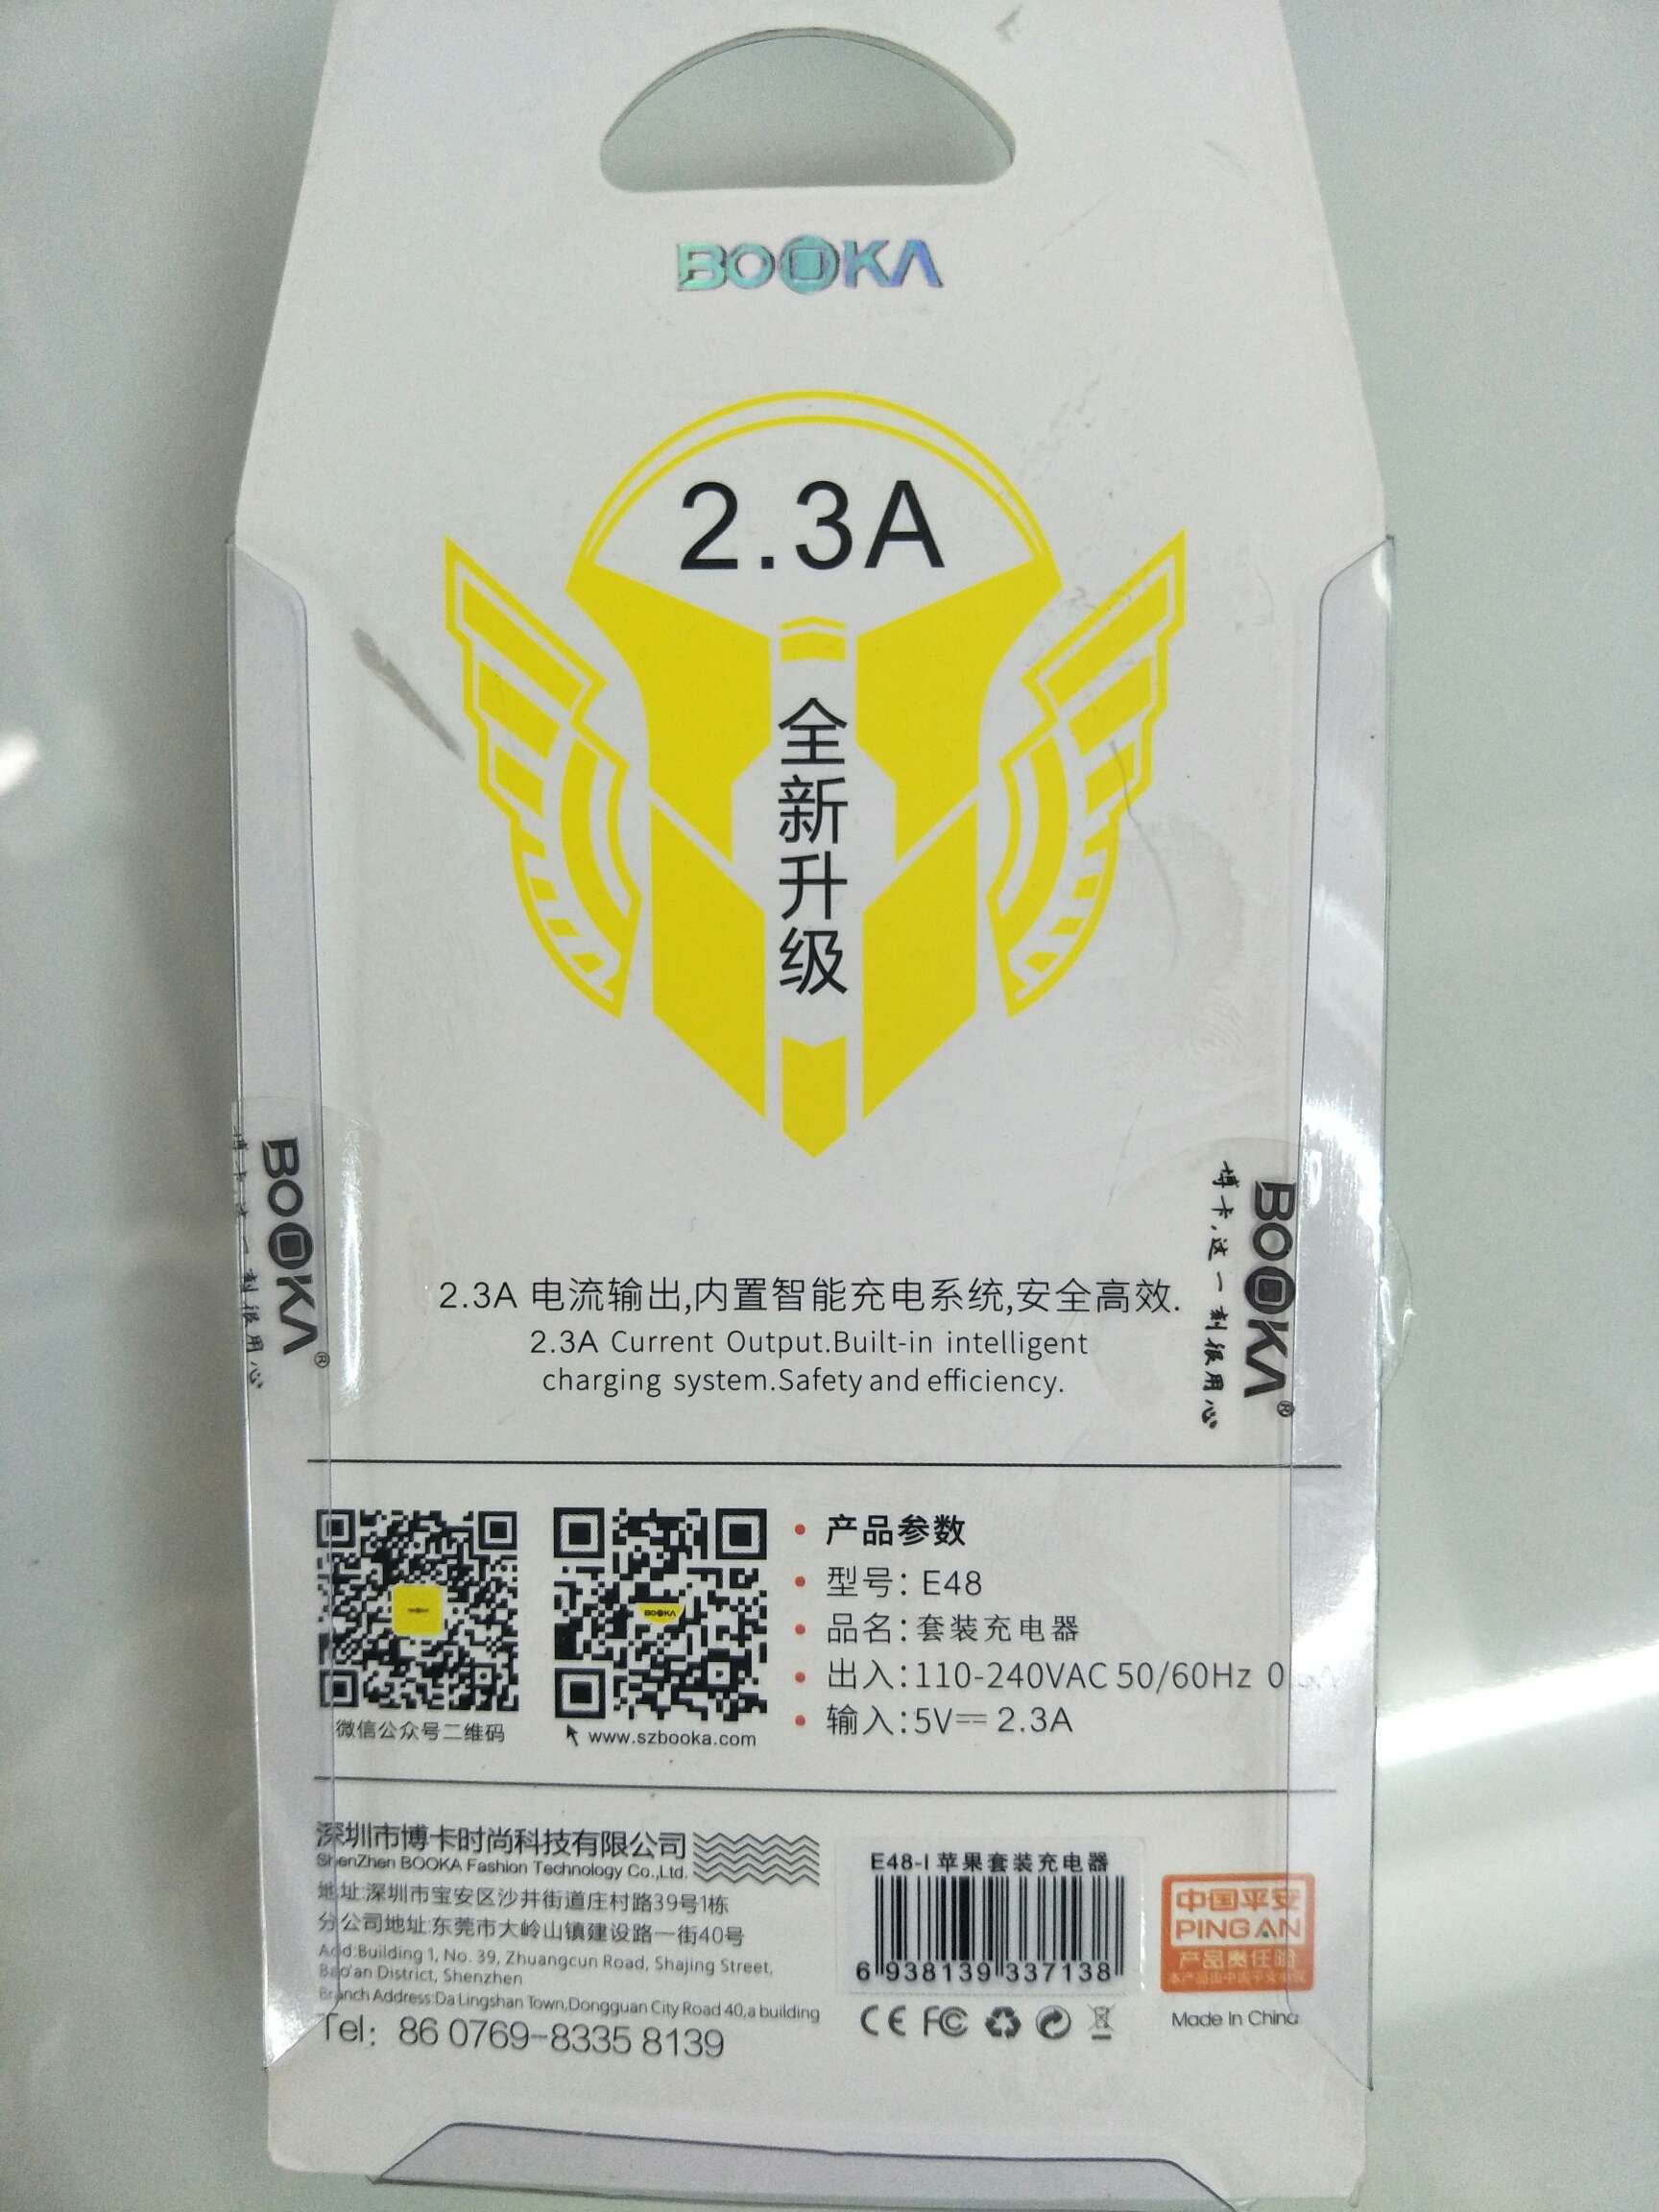 BOOKA
2.3A
全新升级
BOOKA®
刻很用心
BOOKA®
博卡,这一刻很用心
2.3A 电流输出,内置智能充电系统,安全高效.
2.3A Current Output.Built-in intelligent
charging system.Safety and efficiency.
BOOKA
微信公众号二维码
www.szbooka.com
产品参数
型号: E48
品名: 套装充电器
出入: 110-240VAC 50/60Hz
输入: 5V⎓ 2.3A
深圳市博卡时尚科技有限公司
ShenZhen BOOKA Fashion Technology Co.,Ltd.
地址:深圳市宝安区沙井街道庄村路39号1栋
分公司地址:东莞市大岭山镇建设路一街40号
Add:Building 1, No. 39, Zhuangcun Road, Shajing Street,
Bao'an District, Shenzhen
Branch Address:Da Lingshan Town,Dongguan City Road 40,a building
Tel: 86 0769-8335 8139
E48-I 苹果套装充电器
6 938139 337138
CE FC
中国平安
PING AN
产品责任险
Made In China